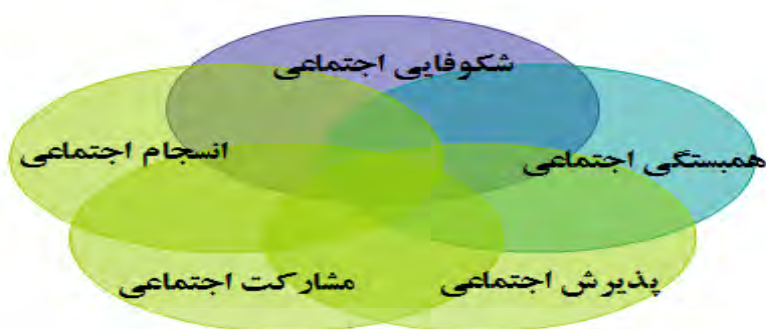 شکوفایی اجتماعی
همبستگی اجتماعی
انسجام اجتماعی
پذیرش اجتماعی
مشارکت اجتماعی